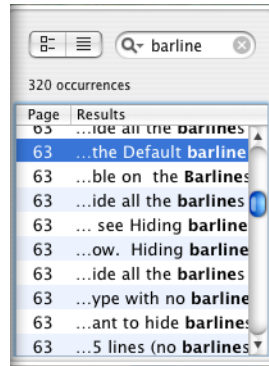 barline
320 occurrences
Page Results
63 ...ide all the barlines
63 ...the Default barline
63 ...ble on the Barlines
63 ...ide all the barlines
63 ... see Hiding barline
63 ...ow. Hiding barline
63 ...ide all the barlines
63 ...ype with no barline
63 ...ant to hide barlines
63 ...5 lines (no barlines